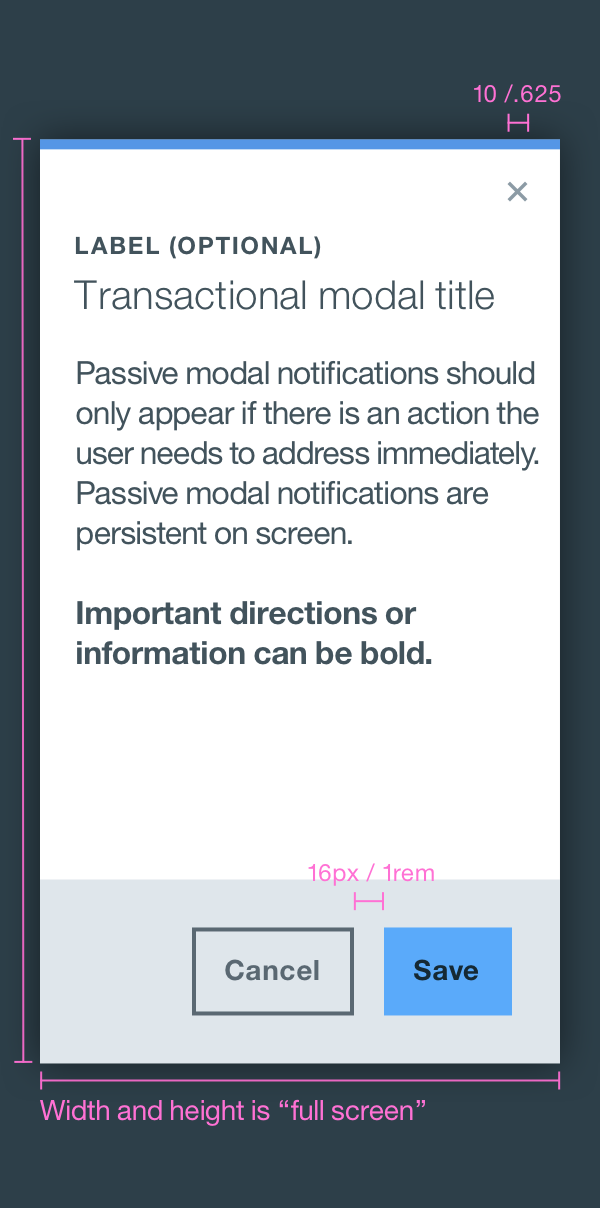 10 /.625
LABEL (OPTIONAL)
Transactional modal title
Passive modal notifications should
only appear if there is an action the
user needs to address immediately.
Passive modal notifications are
persistent on screen.
Important directions or
information can be bold.
16px / 1rem
Cancel
Save
Width and height is “full screen”